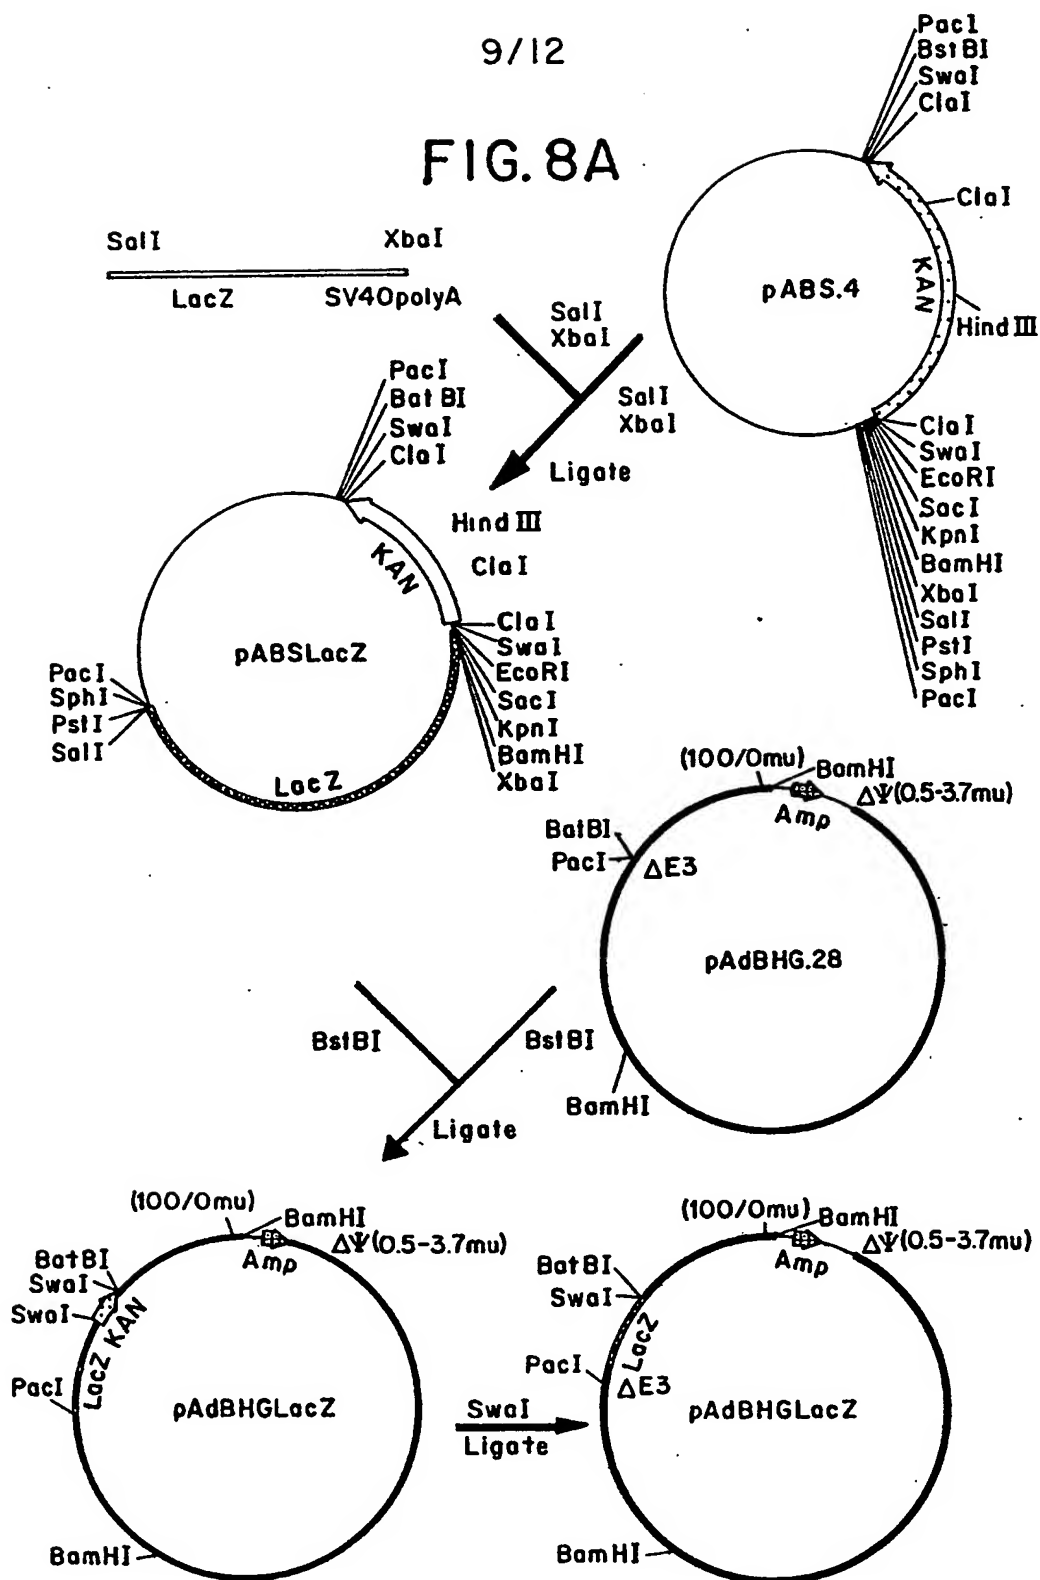 9/12
FIG. 8A
SalI
XbaI
LacZ
SV40polyA
SalI
XbaI
SalI
XbaI
Ligate
PacI
BstBI
SwaI
ClaI
ClaI
KAN
pABS.4
Hind III
ClaI
SwaI
EcoRI
SacI
KpnI
BamHI
XbaI
SalI
PstI
SphI
PacI
PacI
BatBI
SwaI
ClaI
Hind III
KAN
ClaI
pABSLacZ
ClaI
SwaI
EcoRI
SacI
KpnI
BamHI
XbaI
PacI
SphI
PstI
SalI
LacZ
(100/0mu)
BamHI
ΔΨ(0.5-3.7mu)
Amp
BatBI
PacI
ΔE3
pAdBHG.28
BamHI
BstBI
BstBI
Ligate
(100/0mu)
BamHI
ΔΨ(0.5-3.7mu)
Amp
BatBI
SwaI
SwaI
KAN
LacZ
PacI
pAdBHGLacZ
BamHI
SwaI
Ligate
(100/0mu)
BamHI
ΔΨ(0.5-3.7mu)
Amp
BatBI
SwaI
LacZ
PacI
ΔE3
pAdBHGLacZ
BamHI